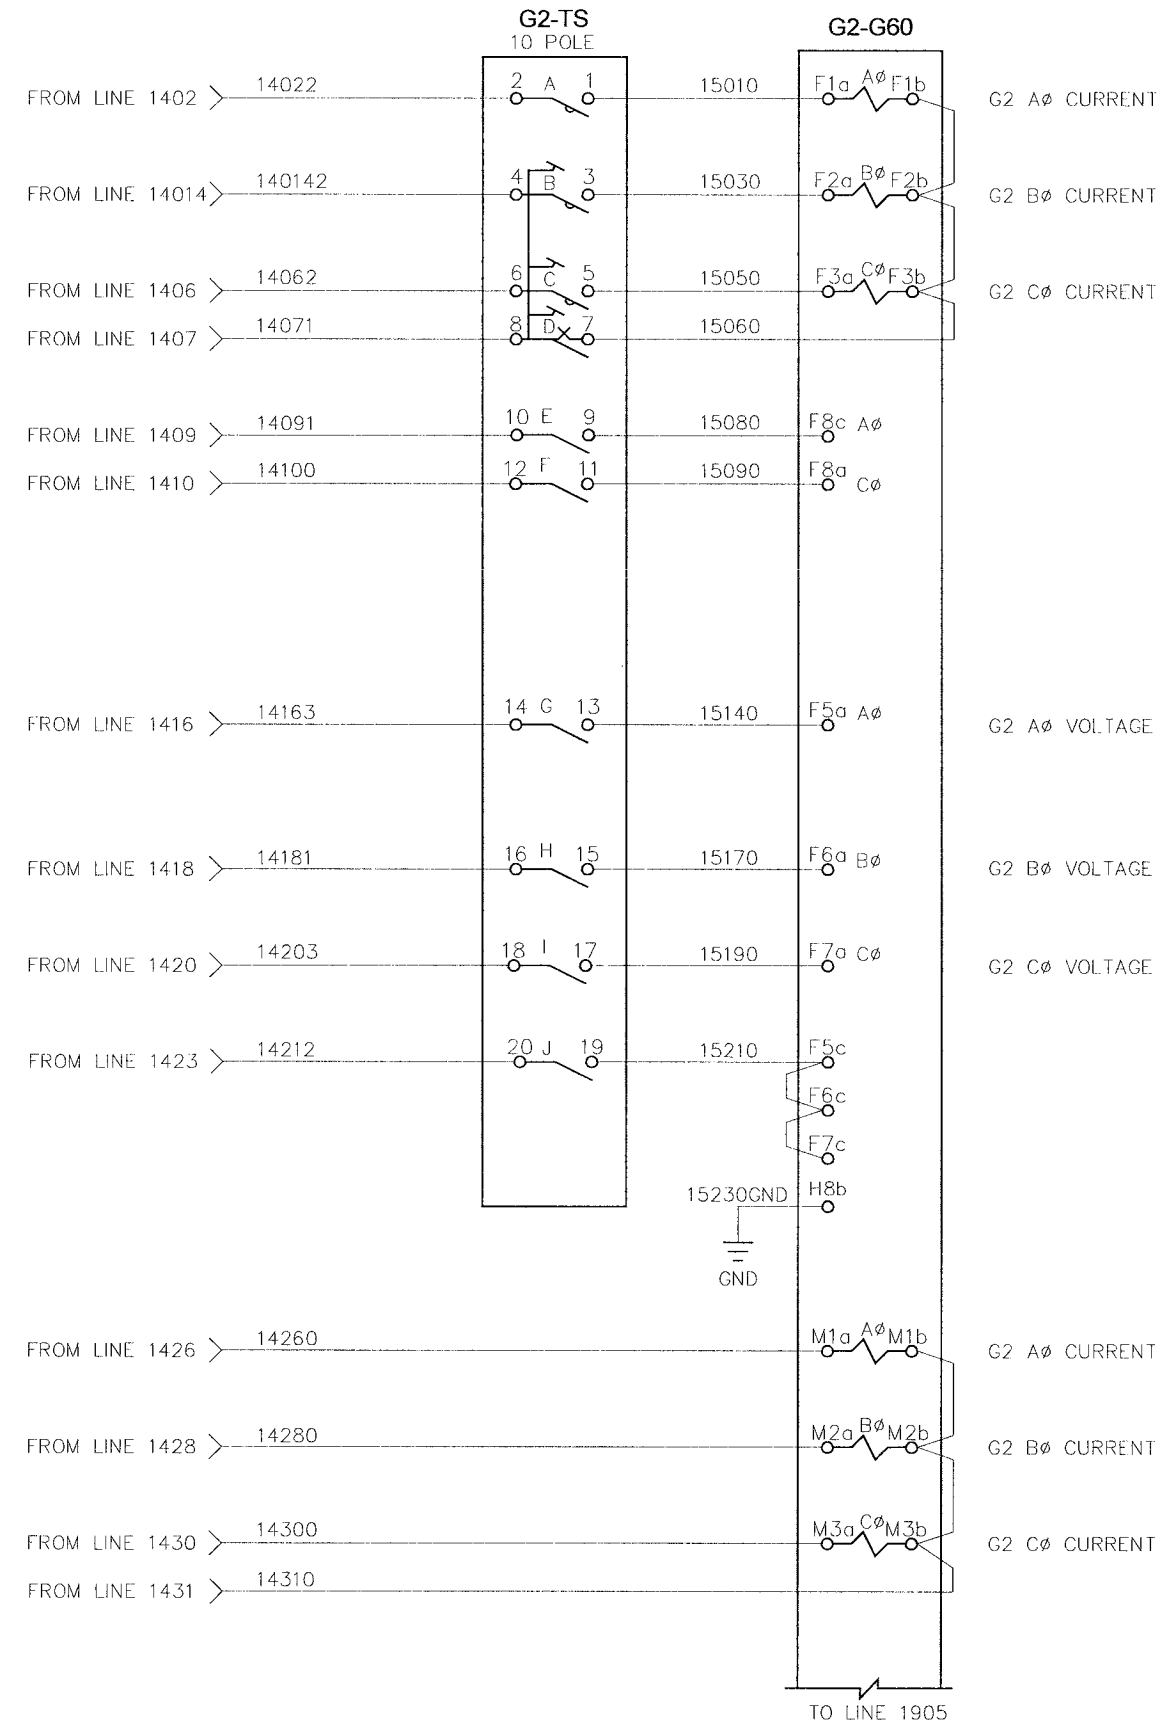 G2-TS
10 POLE
G2-G60
FROM LINE 1402 14022 2 A 1 15010 F1a AØ F1b G2 AØ CURRENT
FROM LINE 14014 140142 4 B 3 15030 F2a BØ F2b G2 BØ CURRENT
FROM LINE 1406 14062 6 C 5 15050 F3a CØ F3b G2 CØ CURRENT
FROM LINE 1407 14071 8 D 7 15060
FROM LINE 1409 14091 10 E 9 15080 F8c AØ
FROM LINE 1410 14100 12 F 11 15090 F8a CØ
FROM LINE 1416 14163 14 G 13 15140 F5a AØ G2 AØ VOLTAGE
FROM LINE 1418 14181 16 H 15 15170 F6a BØ G2 BØ VOLTAGE
FROM LINE 1420 14203 18 I 17 15190 F7a CØ G2 CØ VOLTAGE
FROM LINE 1423 14212 20 J 19 15210 F5c
F6c
F7c
15230GND H8b
GND
FROM LINE 1426 14260 M1a AØ M1b G2 AØ CURRENT
FROM LINE 1428 14280 M2a BØ M2b G2 BØ CURRENT
FROM LINE 1430 14300 M3a CØ M3b G2 CØ CURRENT
FROM LINE 1431 14310
TO LINE 1905